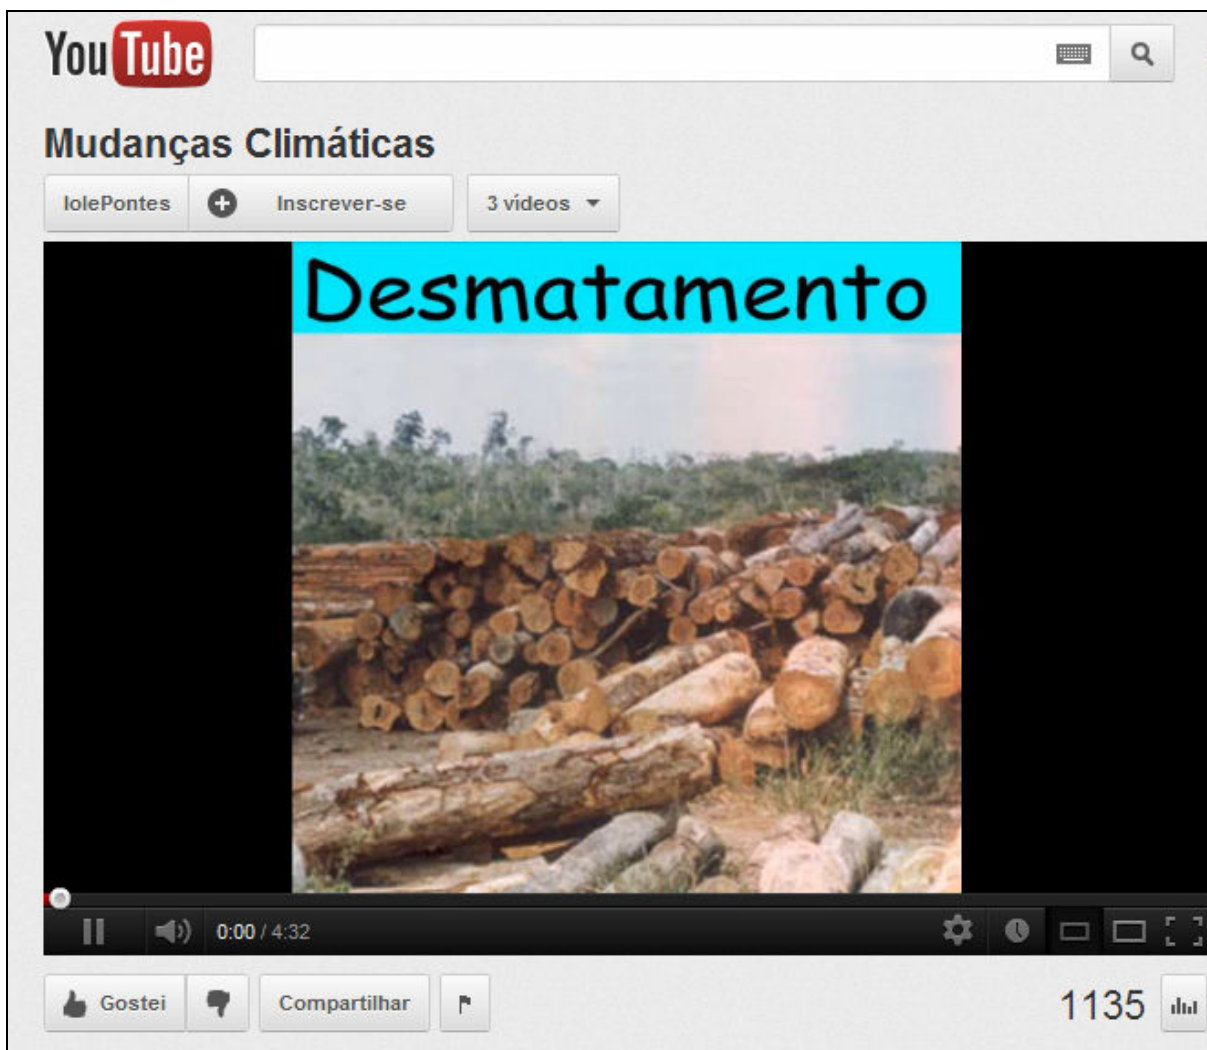 YouTube
Mudanças Climáticas
IolePontes Inscrever-se 3 vídeos
Desmatamento
0:00 / 4:32
Gostei Compartilhar 1135